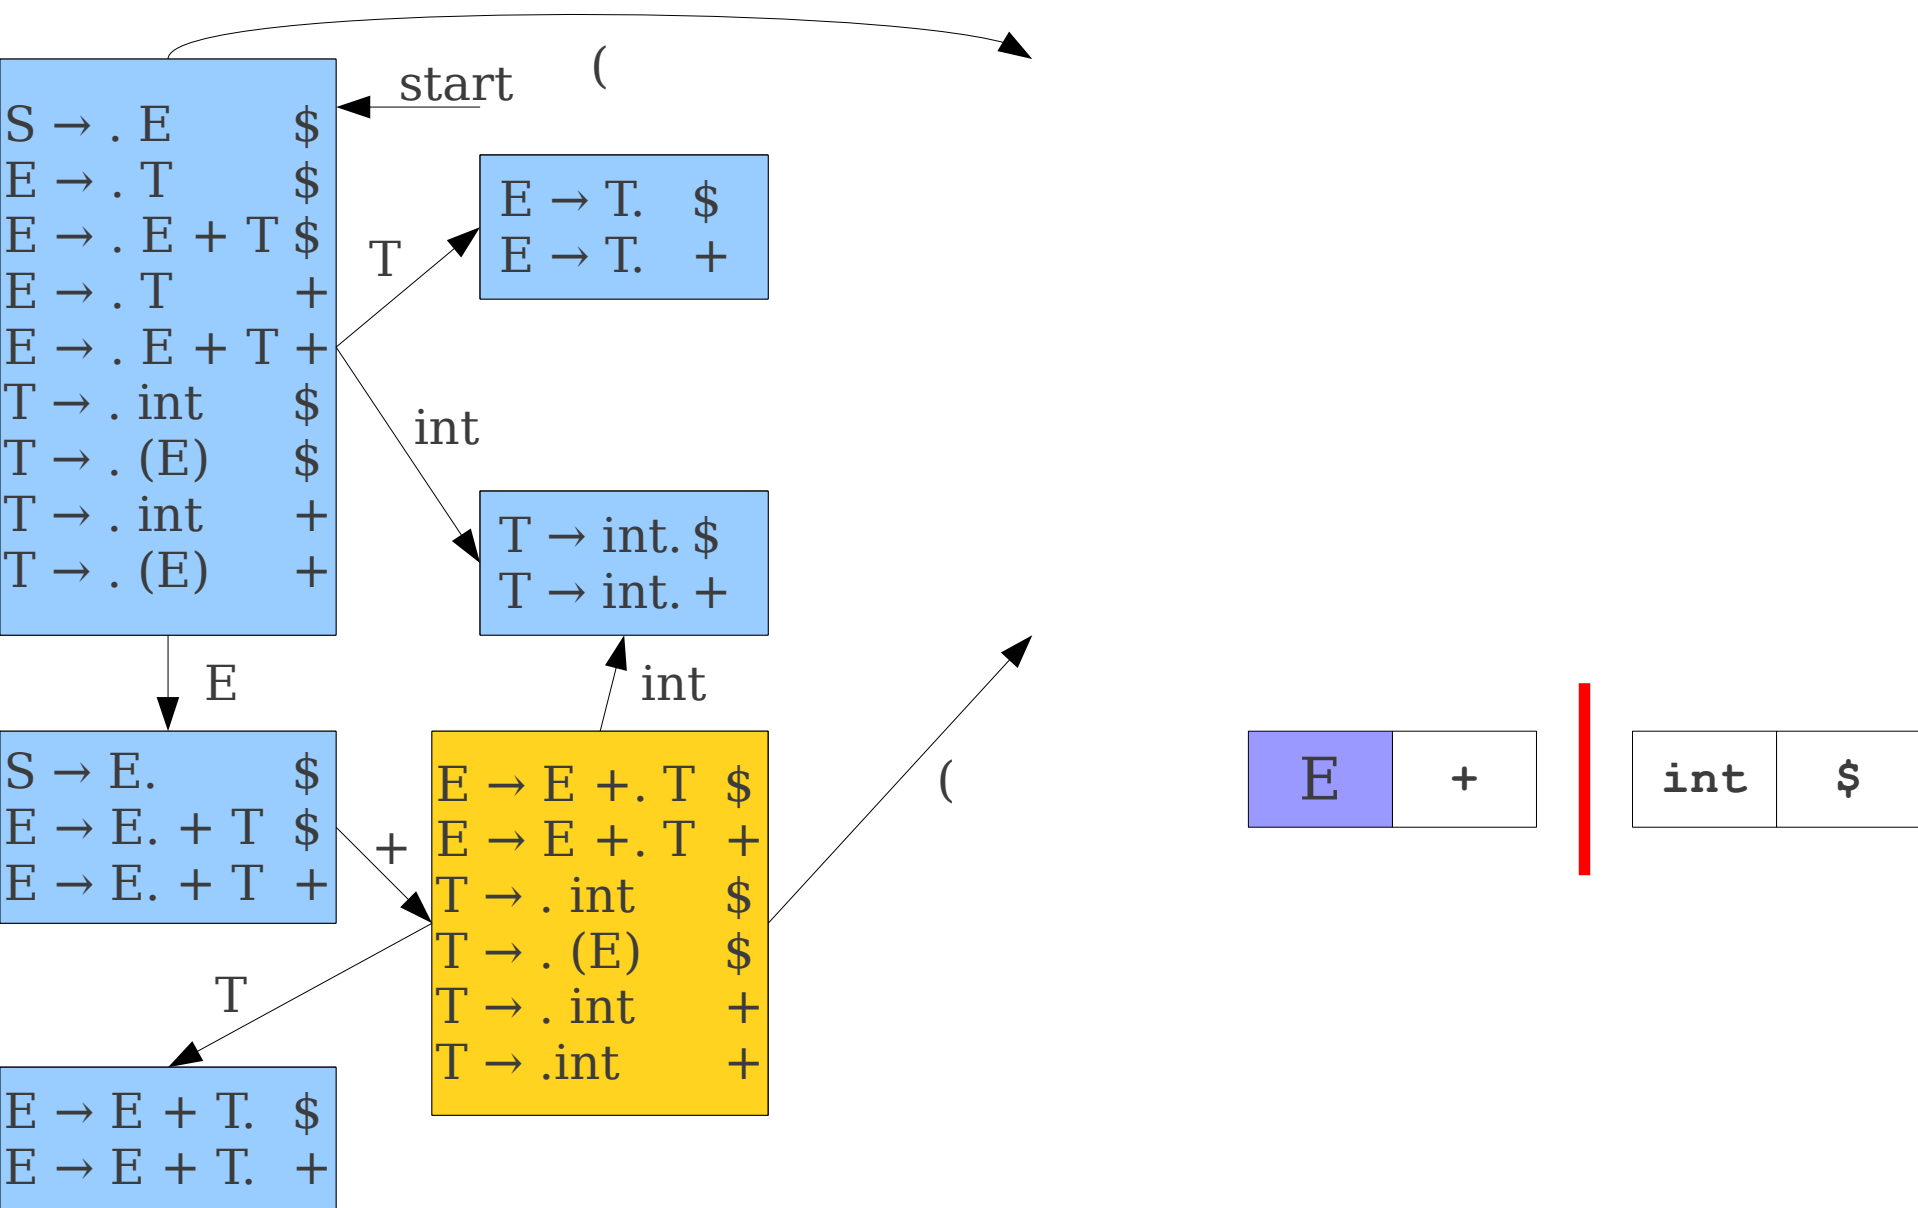 (
start
S → . E $
E → . T $
E → . E + T $
E → . T +
E → . E + T +
T → . int $
T → . (E) $
T → . int +
T → . (E) +
T
E → T. $
E → T. +
int
T → int. $
T → int. +
E
int
S → E. $
E → E. + T $
E → E. + T +
+
E → E +. T $
E → E +. T +
T → . int $
T → . (E) $
T → . int +
T → .int +
(
E + int $
T
E → E + T. $
E → E + T. +